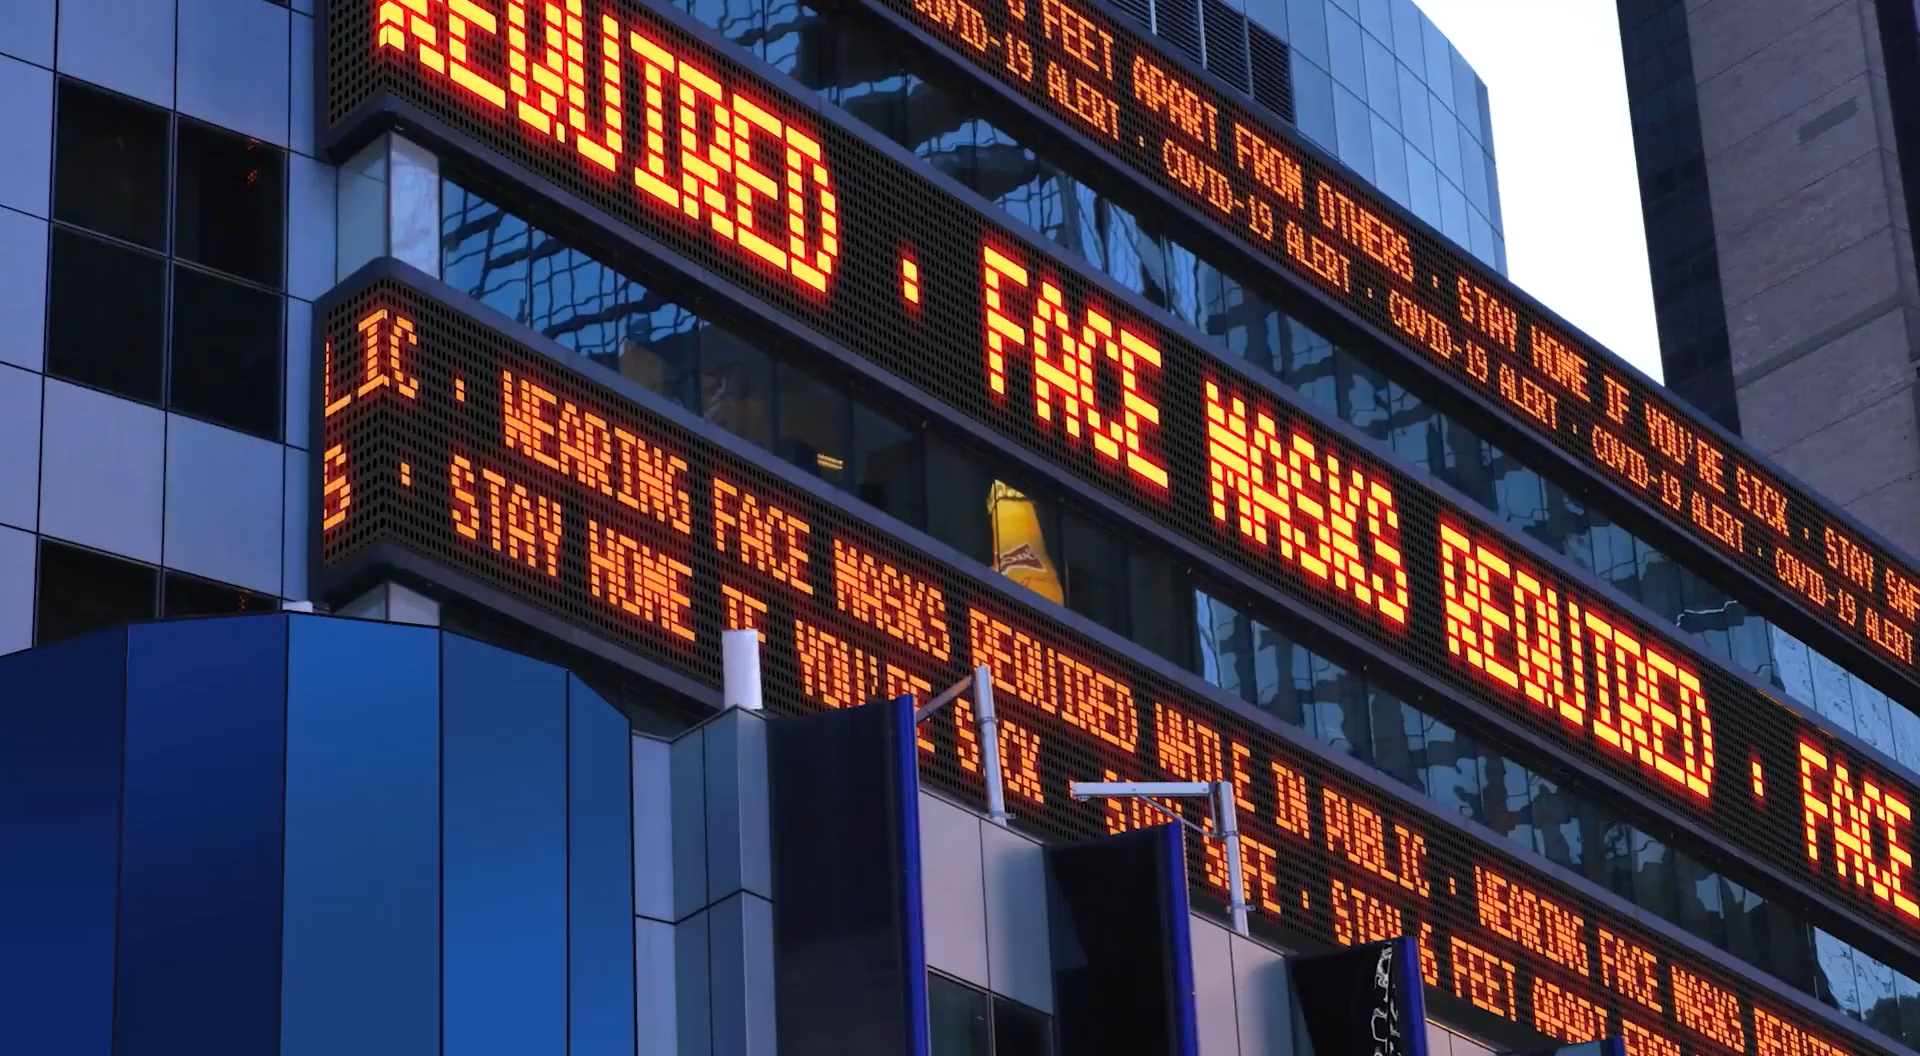 FEET APART FROM OTHERS · STAY HOME IF YOU'RE SICK · STAY SAF
COVID-19 ALERT · COVID-19 ALERT · COVID-19 ALERT · COVID-19 ALERT · COVID-19 ALERT
REQUIRED · FACE MASKS REQUIRED · FACE
LIC · WEARING FACE MASKS REQUIRED WHILE IN PUBLIC · WEARING FACE MASKS REQUIR
S · STAY HOME IF YOU'RE SICK · STAY SAFE · STAY 6 FEET APART FROM